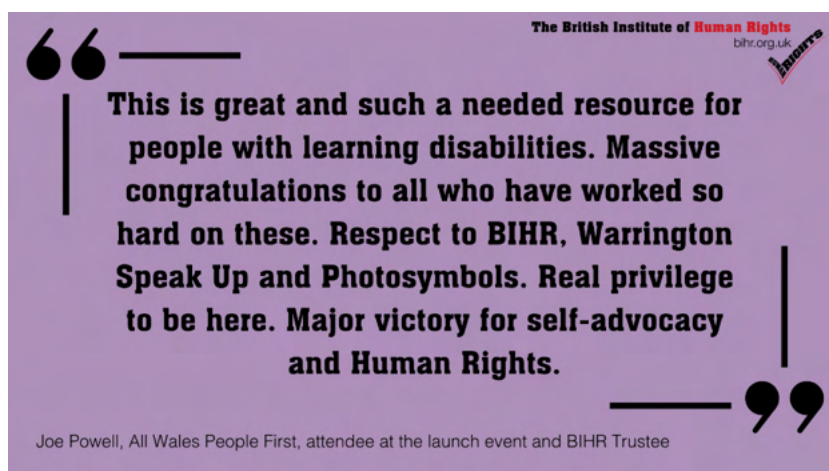 The British Institute of Human Rights
bihr.org.uk
RIGHTS
This is great and such a needed resource for
people with learning disabilities. Massive
congratulations to all who have worked so
hard on these. Respect to BIHR, Warrington
Speak Up and Photosymbols. Real privilege
to be here. Major victory for self-advocacy
and Human Rights.
Joe Powell, All Wales People First, attendee at the launch event and BIHR Trustee